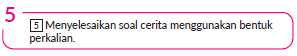 5
5 Menyelesaikan soal cerita menggunakan bentuk
perkalian.